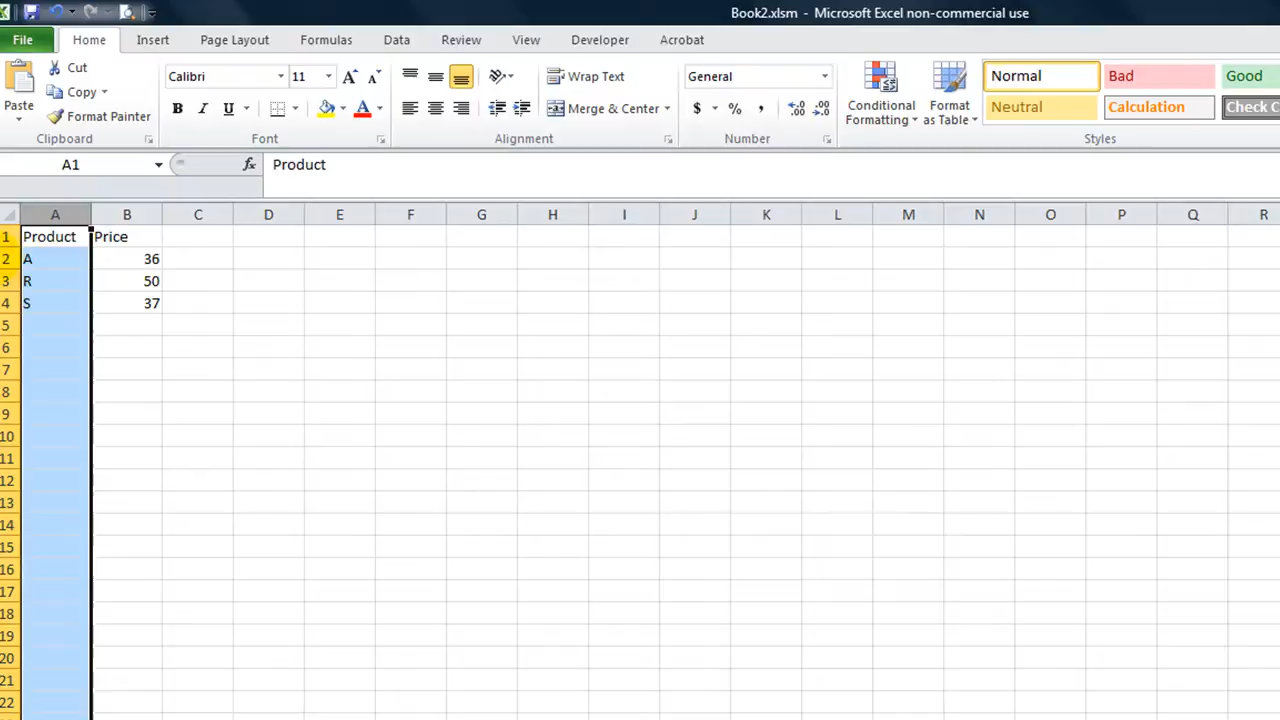 Book2.xlsm - Microsoft Excel non-commercial use
File Home Insert Page Layout Formulas Data Review View Developer Acrobat
Paste
Cut
Copy
Format Painter
Clipboard
Calibri 11
B I U A
Font
Wrap Text
Merge & Center
Alignment
General
$ % ,
Number
Conditional
Formatting
Format
as Table
Normal Bad Good
Neutral Calculation Check C
Styles
A1 fx Product
A B C D E F G H I J K L M N O P Q R
1 Product Price
2 A 36
3 R 50
4 S 37
5
6
7
8
9
10
11
12
13
14
15
16
17
18
19
20
21
22